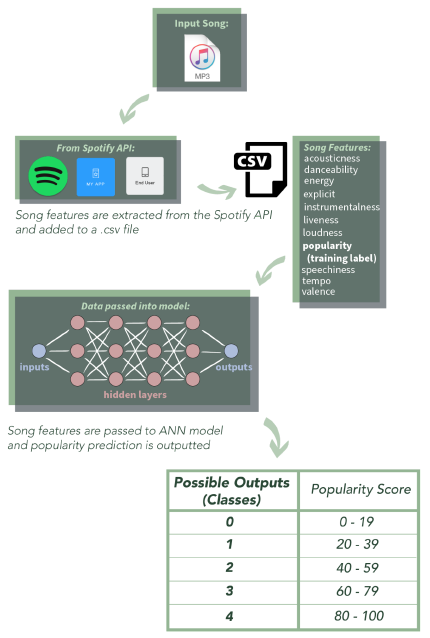 Input Song:
MP3
From Spotify API:
MY APP
End User
CSV
Song features are extracted from the Spotify API
and added to a .csv file
Song Features:
acousticness
danceability
energy
explicit
instrumentalness
liveness
loudness
popularity
(training label)
speechiness
tempo
valence
Data passed into model:
inputs
outputs
hidden layers
Song features are passed to ANN model
and popularity prediction is outputted
Possible Outputs
(Classes)
Popularity Score
0
0 - 19
1
20 - 39
2
40 - 59
3
60 - 79
4
80 - 100